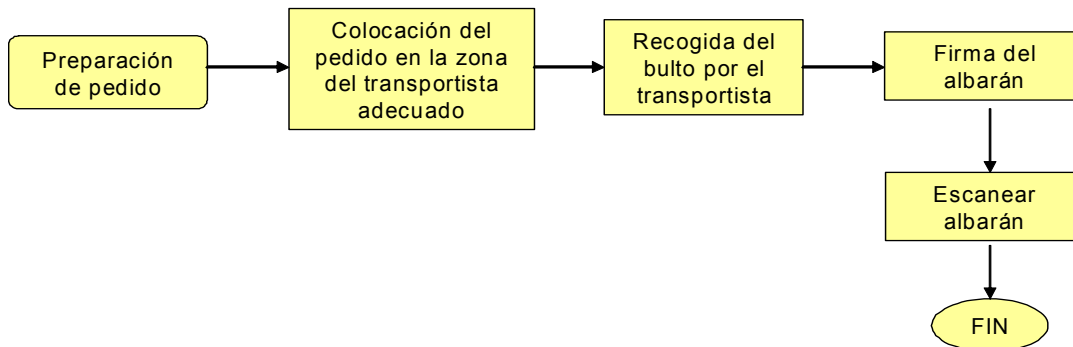 Preparación
de pedido
Colocación del
pedido en la zona
del transportista
adecuado
Recogida del
bulto por el
transportista
Firma del
albarán
Escanear
albarán
FIN